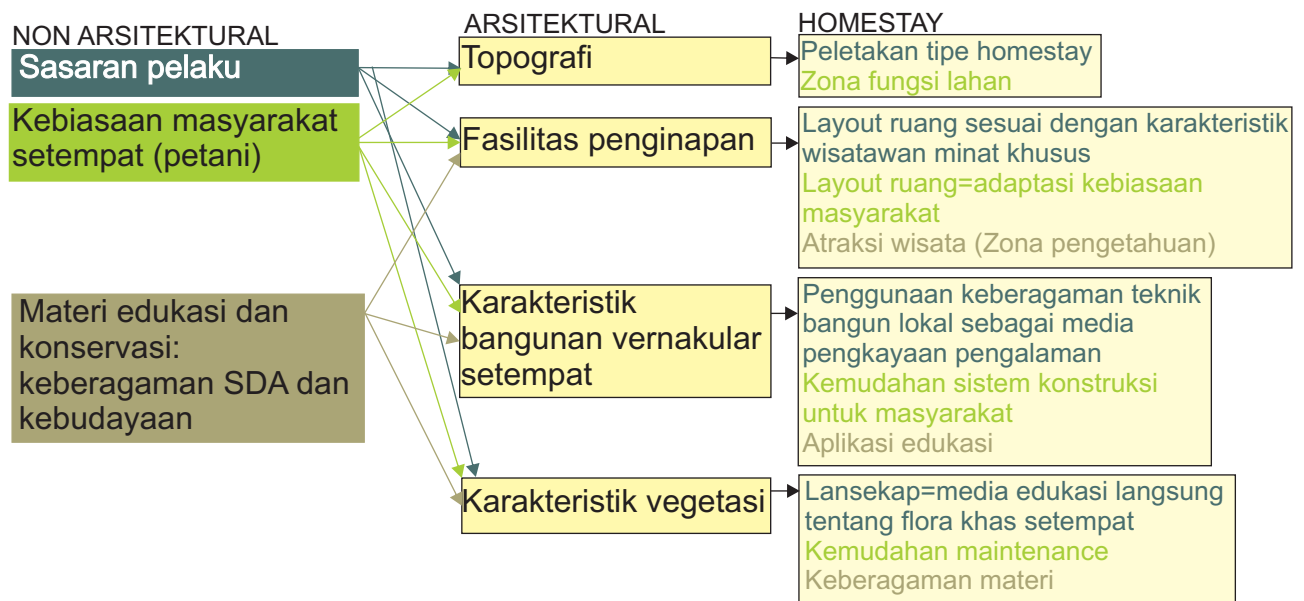 NON ARSITEKTURAL
Sasaran pelaku
Kebiasaan masyarakat
setempat (petani)
Materi edukasi dan
konservasi:
keberagaman SDA dan
kebudayaan
ARSITEKTURAL
Topografi
Fasilitas penginapan
Karakteristik
bangunan vernakular
setempat
Karakteristik vegetasi
HOMESTAY
Peletakan tipe homestay
Zona fungsi lahan
Layout ruang sesuai dengan karakteristik
wisatawan minat khusus
Layout ruang=adaptasi kebiasaan
masyarakat
Atraksi wisata (Zona pengetahuan)
Penggunaan keberagaman teknik
bangun lokal sebagai media
pengkayaan pengalaman
Kemudahan sistem konstruksi
untuk masyarakat
Aplikasi edukasi
Lansekap=media edukasi langsung
tentang flora khas setempat
Kemudahan maintenance
Keberagaman materi